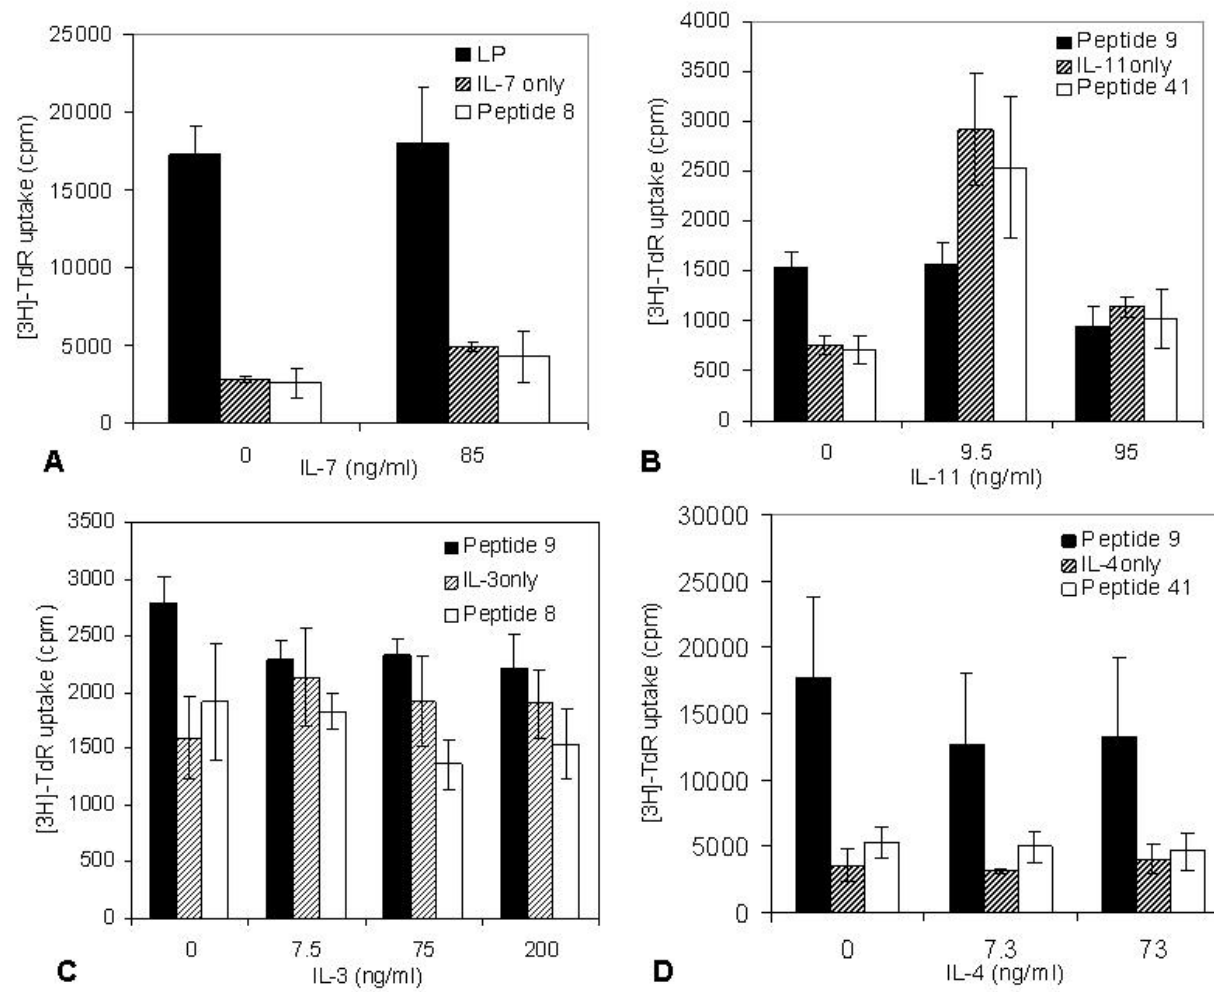 [3H]-TdR uptake (cpm)
25000
20000
15000
10000
5000
0
LP
IL-7 only
Peptide 8
0
85
IL-7 (ng/ml)
A
[3H]-TdR uptake (cpm)
4000
3500
3000
2500
2000
1500
1000
500
0
Peptide 9
IL-11only
Peptide 41
0
9.5
95
IL-11 (ng/ml)
B
[3H]-TdR uptake (cpm)
3500
3000
2500
2000
1500
1000
500
0
Peptide 9
IL-3only
Peptide 8
0
7.5
75
200
IL-3 (ng/ml)
C
[3H]-TdR uptake (cpm)
30000
25000
20000
15000
10000
5000
0
Peptide 9
IL-4only
Peptide 41
0
7.3
73
IL-4 (ng/ml)
D